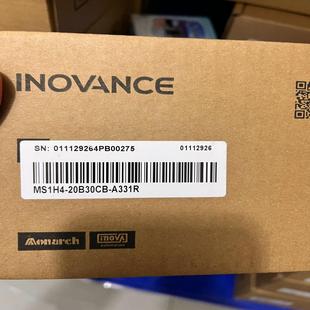 INOVANCE
SN: 011129264PB00275 01112926
MS1H4-20B30CB-A331R
Monarch inova